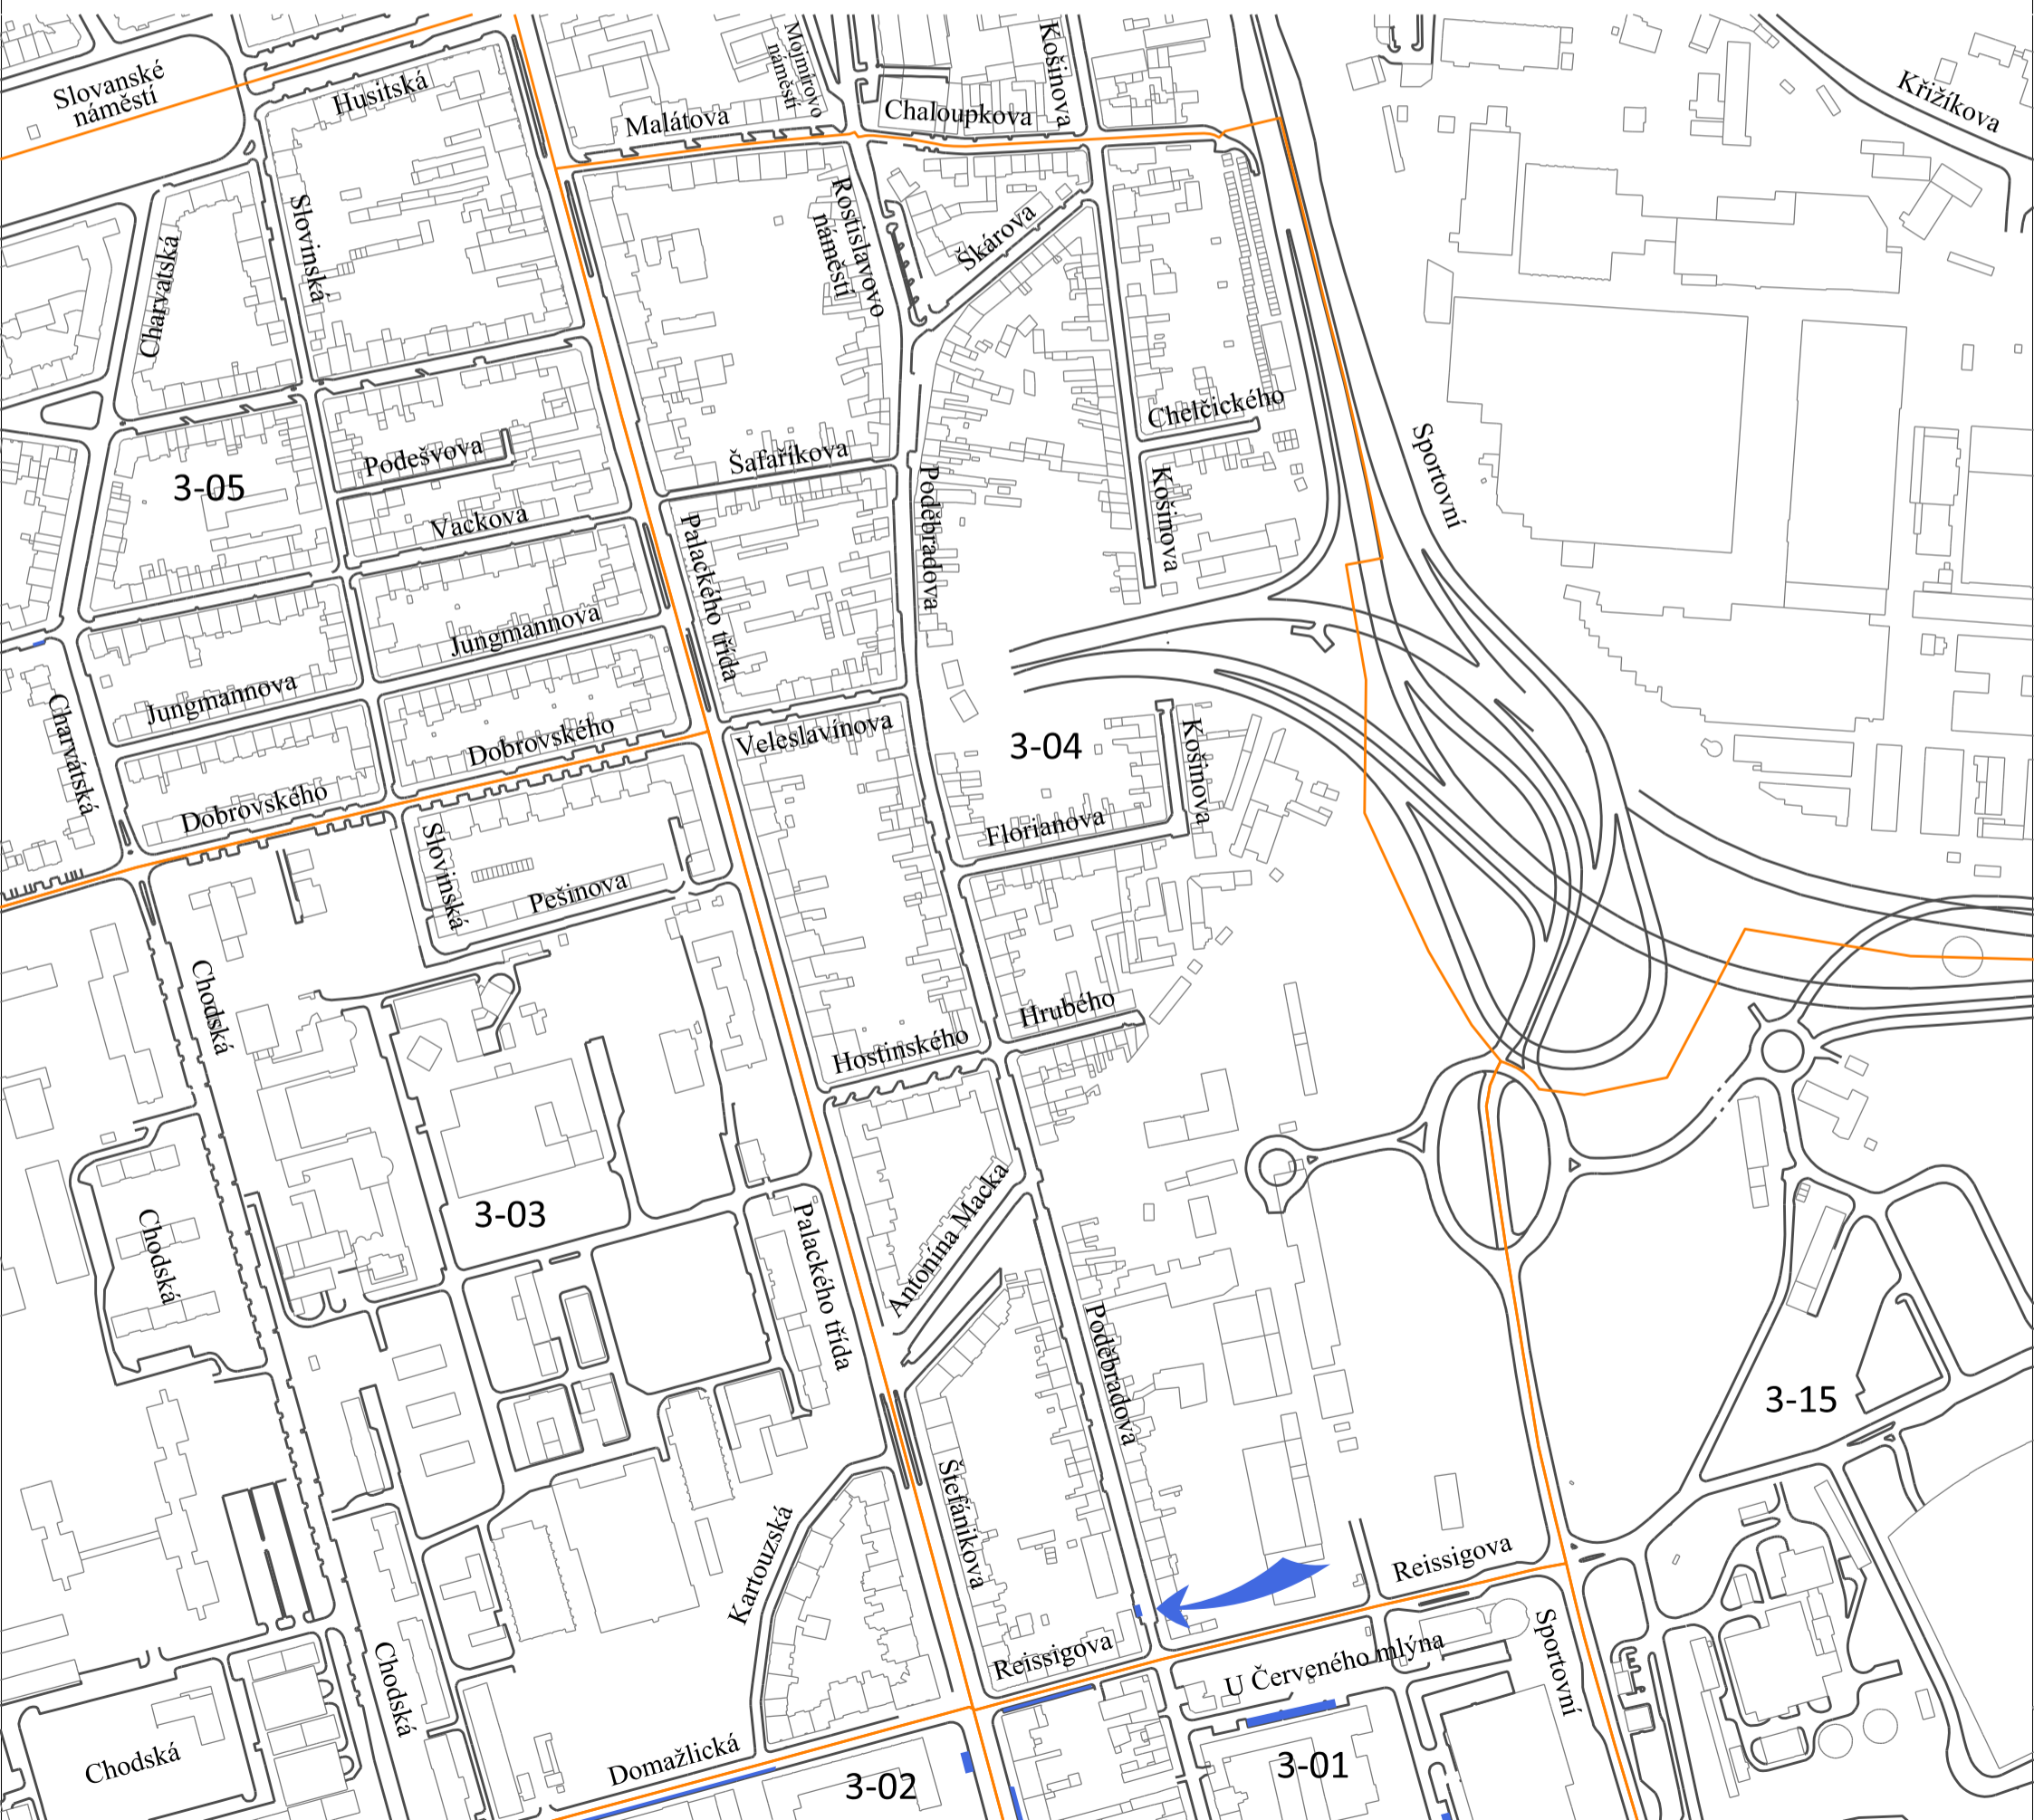 Slovanské
náměstí
Husitská
Malátova
Mojmírovo
náměstí
Chaloupkova
Košinova
Křižíkova
Charvatská
Slovinská
Rostislavovo
náměstí
Škárova
Chelčického
Sportovní
3-05
Podešvova
Vackova
Šafaříkova
Poděbradova
Košinova
Palackého třída
Jungmannova
Jungmannova
Charvátská
Dobrovského
Dobrovského
Veleslavínova
3-04
Košinova
Florianova
Slovinská
Pešinova
Chodská
Hrubého
Hostinského
Chodská
3-03
Palackého třída
Antonína Macka
Poděbradova
3-15
Štefánikova
Kartouzská
Reissigova
Reissigova
U Červeného mlýna
Sportovní
Chodská
Chodská
Domažlická
3-02
3-01